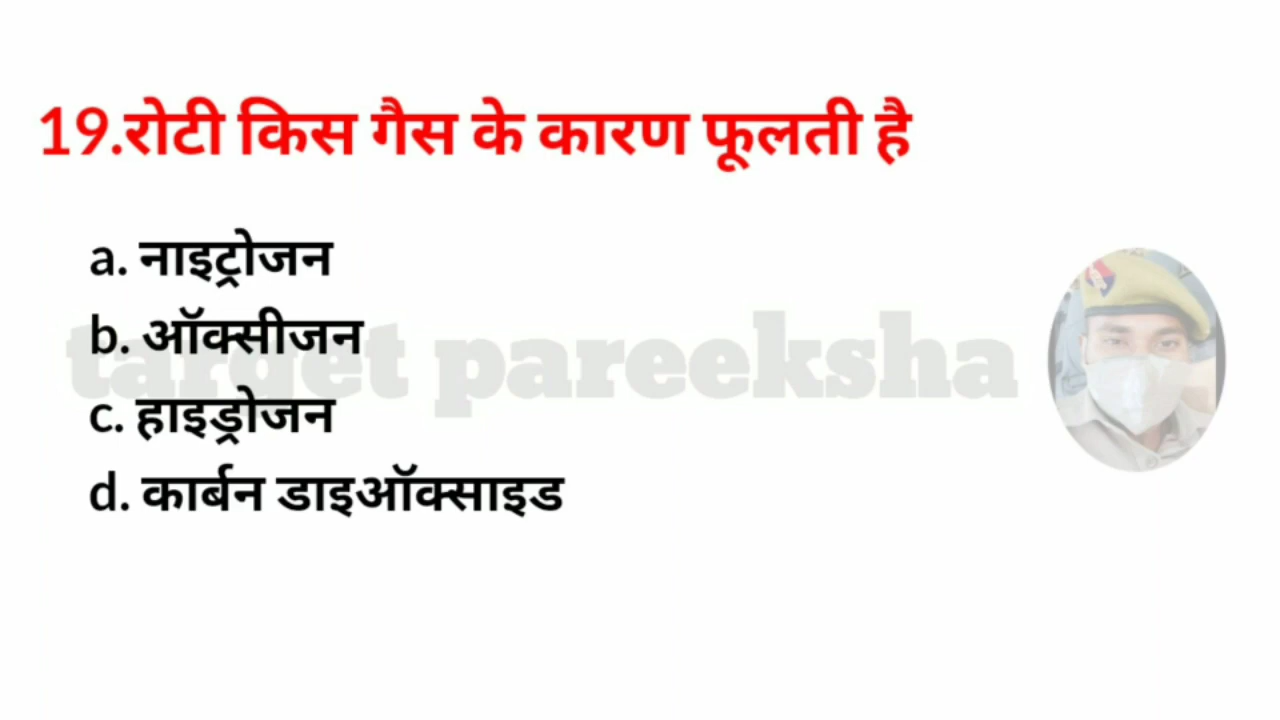 19.रोटी किस गैस के कारण फूलती है
a. नाइट्रोजन
b. ऑक्सीजन
target pareeksha
c. हाइड्रोजन
d. कार्बन डाइऑक्साइड